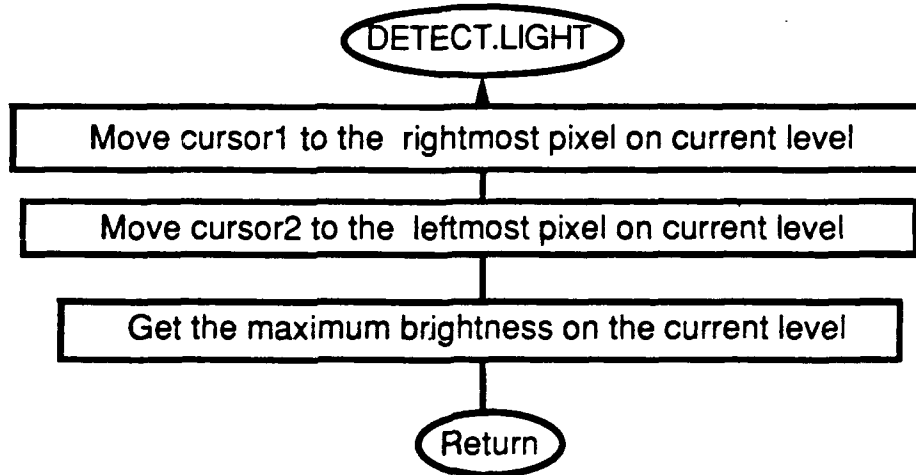 DETECT.LIGHT
Move cursor1 to the rightmost pixel on current level
Move cursor2 to the leftmost pixel on current level
Get the maximum brightness on the current level
Return